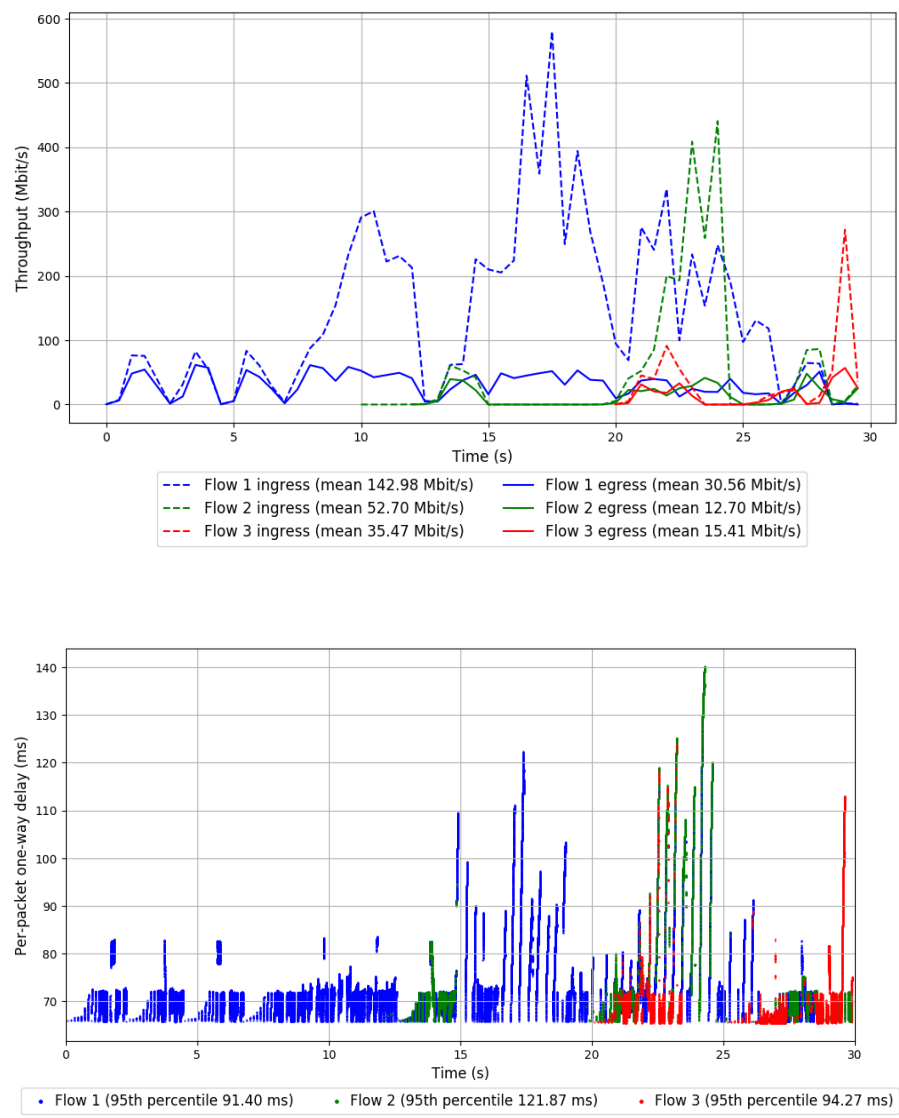 600
500
400
300
200
100
0
Throughput (Mbit/s)
0 5 10 15 20 25 30
Time (s)
Flow 1 ingress (mean 142.98 Mbit/s) Flow 1 egress (mean 30.56 Mbit/s)
Flow 2 ingress (mean 52.70 Mbit/s) Flow 2 egress (mean 12.70 Mbit/s)
Flow 3 ingress (mean 35.47 Mbit/s) Flow 3 egress (mean 15.41 Mbit/s)
140
130
120
110
100
90
80
70
Per-packet one-way delay (ms)
0 5 10 15 20 25 30
Time (s)
Flow 1 (95th percentile 91.40 ms) Flow 2 (95th percentile 121.87 ms) Flow 3 (95th percentile 94.27 ms)